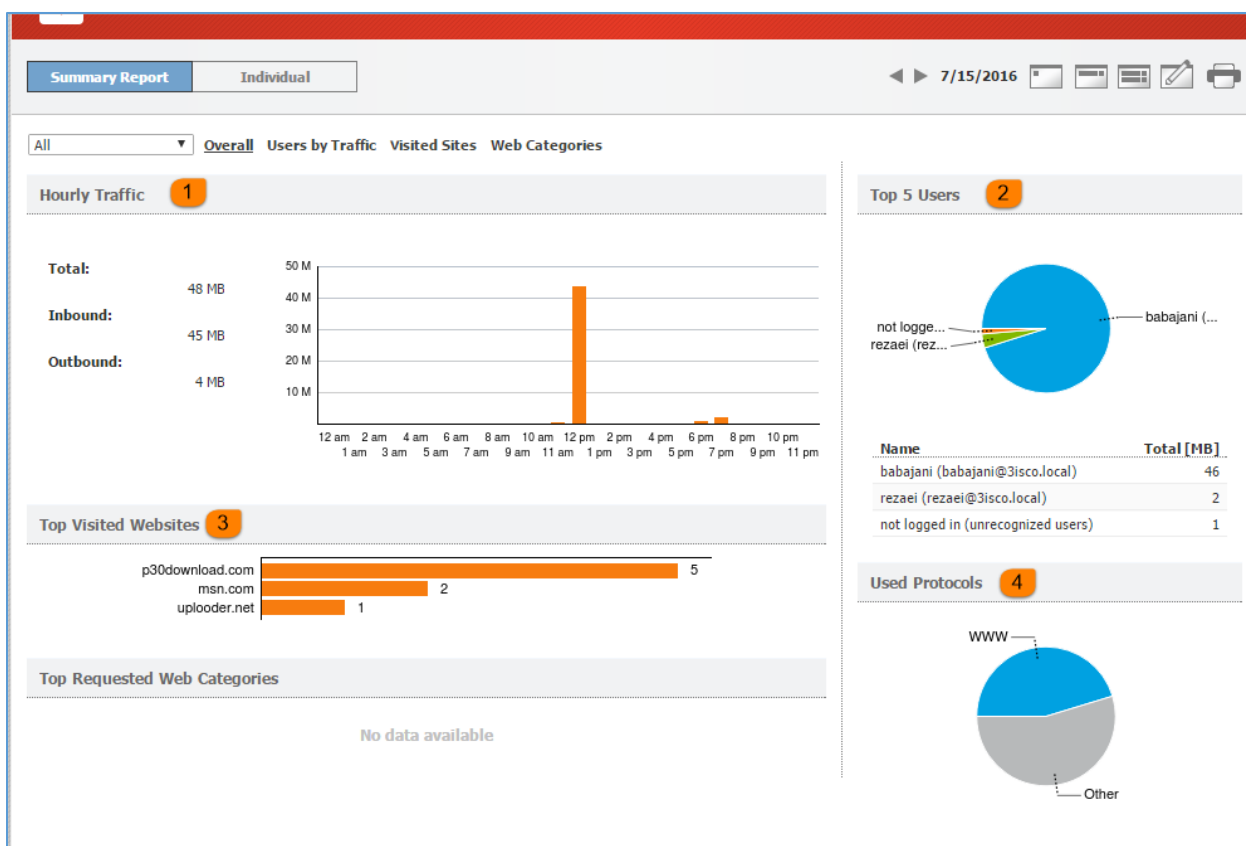 Summary Report Individual
7/15/2016
All Overall Users by Traffic Visited Sites Web Categories
Hourly Traffic 1
Total:
48 MB
Inbound:
45 MB
Outbound:
4 MB
50 M
40 M
30 M
20 M
10 M
12 am 2 am 4 am 6 am 8 am 10 am 12 pm 2 pm 4 pm 6 pm 8 pm 10 pm
1 am 3 am 5 am 7 am 9 am 11 am 1 pm 3 pm 5 pm 7 pm 9 pm 11 pm
Top 5 Users 2
babajani (...
not logge...
rezaei (rez...
Name Total [MB]
babajani (babajani@3isco.local) 46
rezaei (rezaei@3isco.local) 2
not logged in (unrecognized users) 1
Top Visited Websites 3
p30download.com 5
msn.com 2
uplooder.net 1
Top Requested Web Categories
No data available
Used Protocols 4
WWW
Other